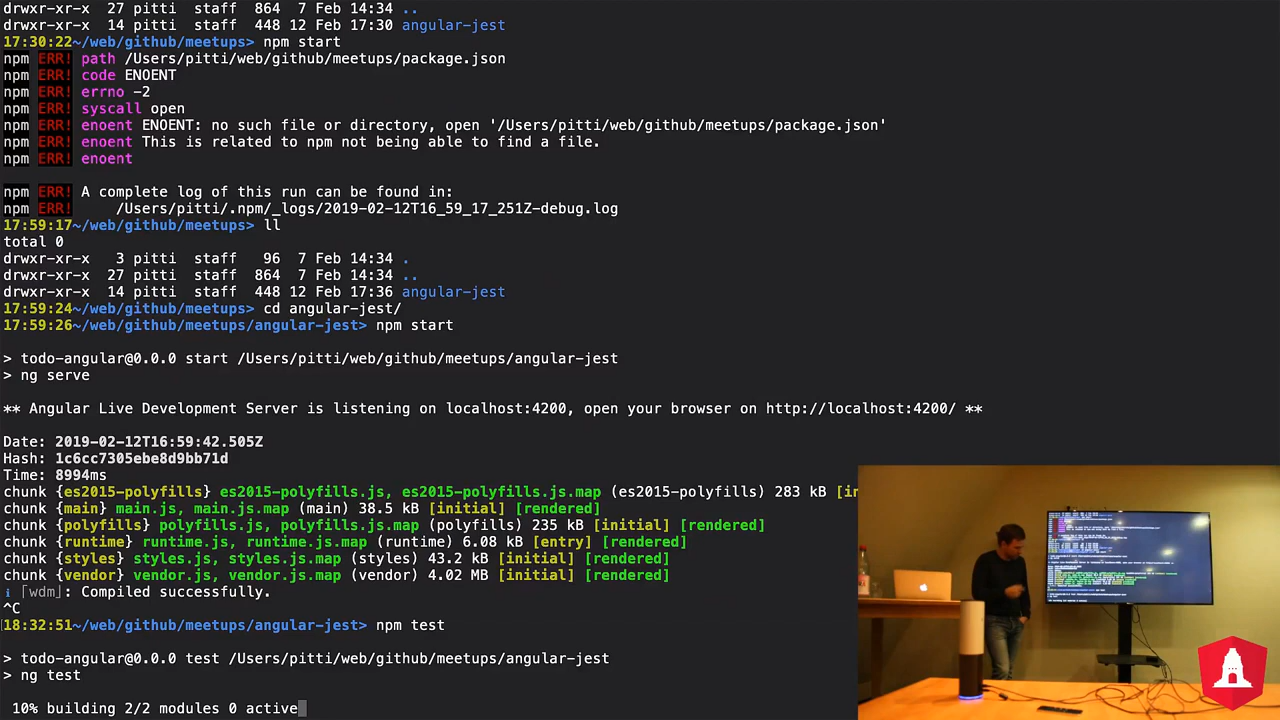 drwxr-xr-x  27 pitti  staff  864  7 Feb 14:34 ..
drwxr-xr-x  14 pitti  staff  448 12 Feb 17:30 angular-jest
17:30:22~/web/github/meetups> npm start
npm ERR! path /Users/pitti/web/github/meetups/package.json
npm ERR! code ENOENT
npm ERR! errno -2
npm ERR! syscall open
npm ERR! enoent ENOENT: no such file or directory, open '/Users/pitti/web/github/meetups/package.json'
npm ERR! enoent This is related to npm not being able to find a file.
npm ERR! enoent
npm ERR! A complete log of this run can be found in:
npm ERR!     /Users/pitti/.npm/_logs/2019-02-12T16_59_17_251Z-debug.log
17:59:17~/web/github/meetups> ll
total 0
drwxr-xr-x   3 pitti  staff   96  7 Feb 14:34 .
drwxr-xr-x  27 pitti  staff  864  7 Feb 14:34 ..
drwxr-xr-x  14 pitti  staff  448 12 Feb 17:36 angular-jest
17:59:24~/web/github/meetups> cd angular-jest/
17:59:26~/web/github/meetups/angular-jest> npm start
> todo-angular@0.0.0 start /Users/pitti/web/github/meetups/angular-jest
> ng serve
** Angular Live Development Server is listening on localhost:4200, open your browser on http://localhost:4200/ **
Date: 2019-02-12T16:59:42.505Z
Hash: 1c6cc7305ebe8d9bb71d
Time: 8994ms
chunk {es2015-polyfills} es2015-polyfills.js, es2015-polyfills.js.map (es2015-polyfills) 283 kB [in
chunk {main} main.js, main.js.map (main) 38.5 kB [initial] [rendered]
chunk {polyfills} polyfills.js, polyfills.js.map (polyfills) 235 kB [initial] [rendered]
chunk {runtime} runtime.js, runtime.js.map (runtime) 6.08 kB [entry] [rendered]
chunk {styles} styles.js, styles.js.map (styles) 43.2 kB [initial] [rendered]
chunk {vendor} vendor.js, vendor.js.map (vendor) 4.02 MB [initial] [rendered]
ℹ ｢wdm｣: Compiled successfully.
^C
18:32:51~/web/github/meetups/angular-jest> npm test
> todo-angular@0.0.0 test /Users/pitti/web/github/meetups/angular-jest
> ng test
10% building 2/2 modules 0 active